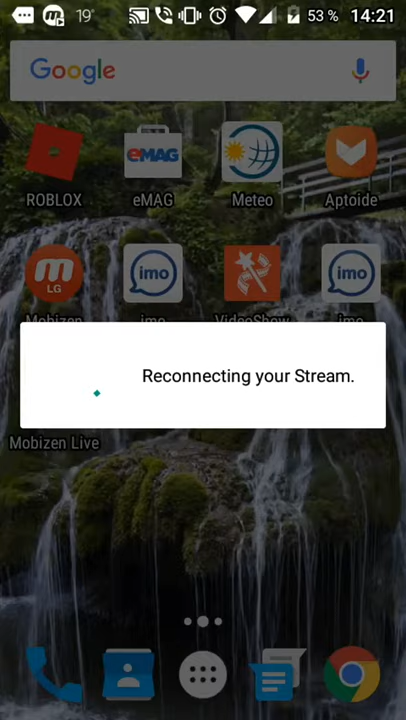 19° 53 % 14:21
Google
ROBLOX eMAG Meteo Aptoide
Mobizen imo VideoShow imo
Reconnecting your Stream.
Mobizen Live